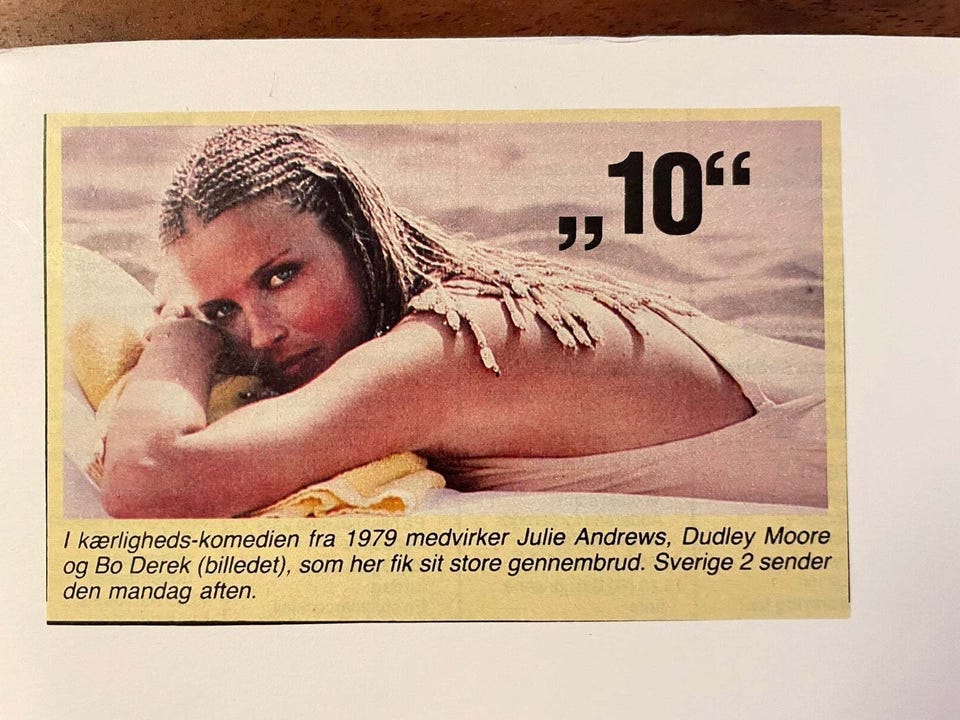 „10“
I kærligheds-komedien fra 1979 medvirker Julie Andrews, Dudley Moore
og Bo Derek (billedet), som her fik sit store gennembrud. Sverige 2 sender
den mandag aften.